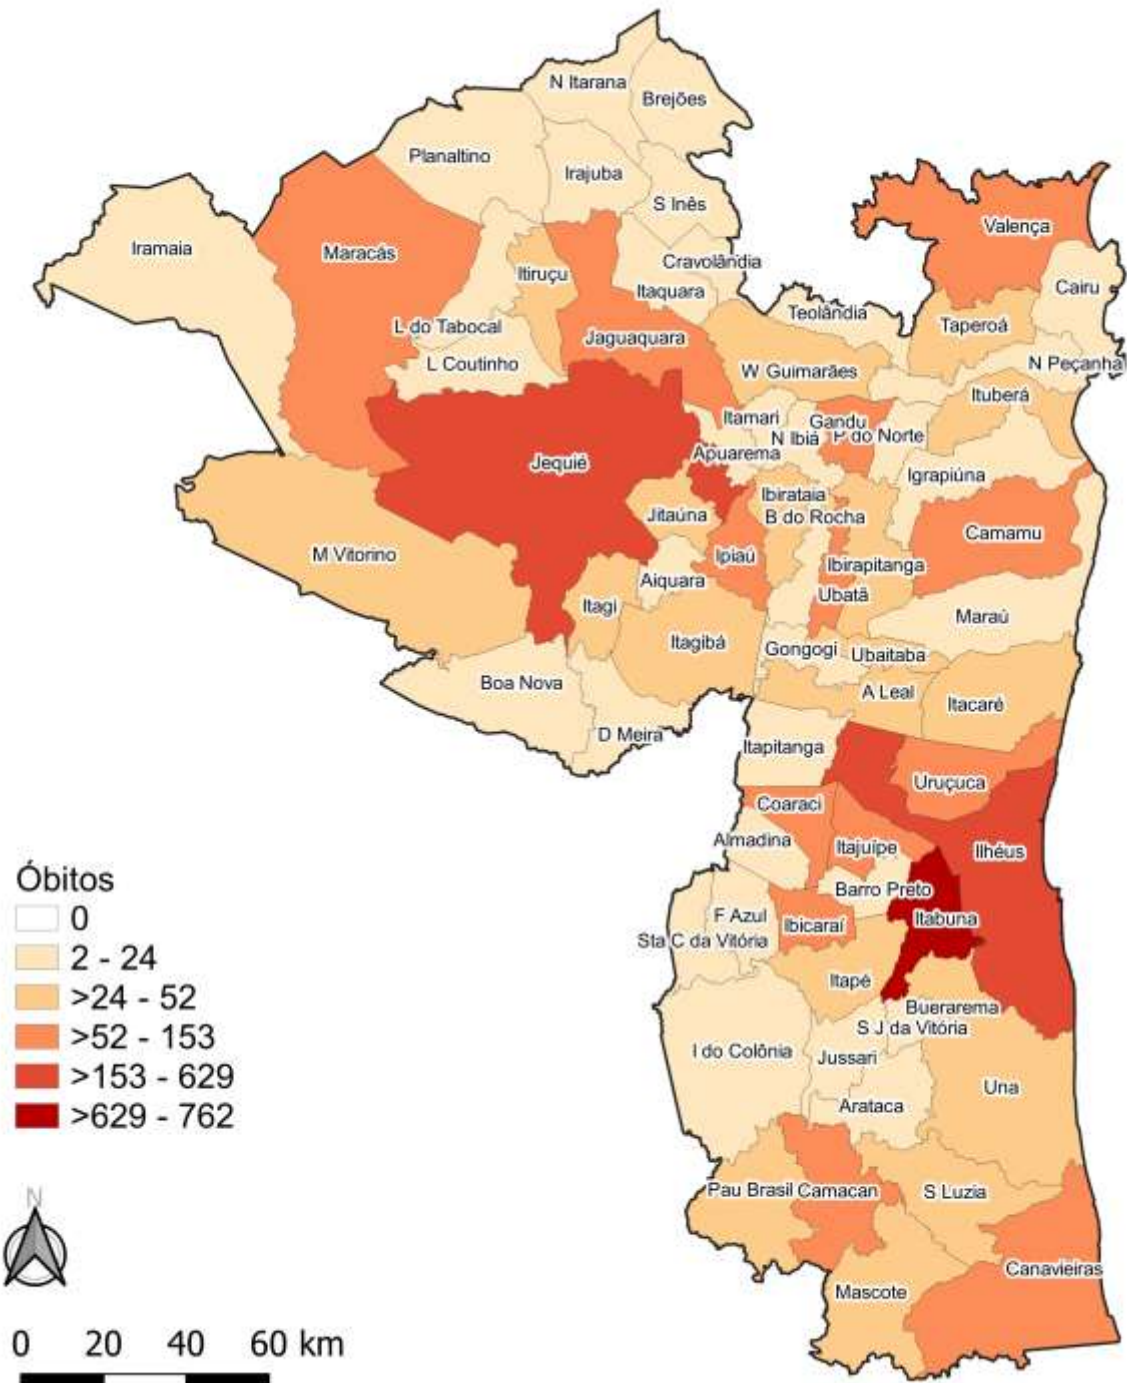 N Itarana
Brejões
Planaltino
Irajuba
S Inês
Valença
Iramaia
Maracás
Cravolândia
Itiruçu
Itaquara
Cairu
Teolândia
L do Tabocal
Jaguaquara
Taperoá
L Coutinho
N Peçanha
W Guimarães
Ituberá
Itamari
Gandu
N Ibiá
P do Norte
Apuarema
Jequié
Igrapiúna
Ibirataia
Jitaúna
B do Rocha
Camamu
M Vitorino
Ipiaú
Ibirapitanga
Aiquara
Ubatã
Itagi
Maraú
Itagibá
Gongogi
Ubaitaba
Boa Nova
A Leal
Itacaré
D Meira
Itapitanga
Uruçuca
Coaraci
Almadina
Itajuípe
Ilhéus
Barro Preto
F Azul
Ibicaraí
Itabuna
Sta C da Vitória
Itapé
Buerarema
S J da Vitória
I do Colônia
Jussari
Una
Arataca
Pau Brasil
Camacan
S Luzia
Canavieiras
Mascote
Óbitos
0
2 - 24
>24 - 52
>52 - 153
>153 - 629
>629 - 762
N
0 20 40 60 km